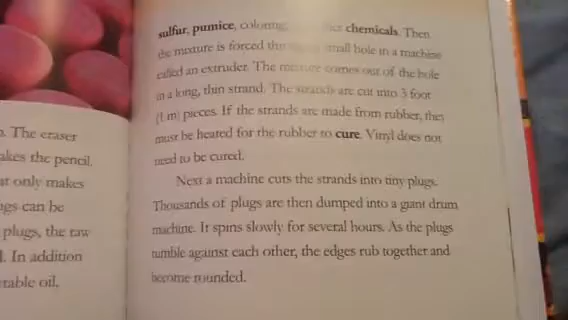 n. The eraser
akes the pencil.
at only makes
ugs can be
plugs, the raw
l. In addition
etable oil,
sulfur, pumice, coloring, chemicals. Then
the mixture is forced small hole in a machine
called an extruder. The mixture comes out of the hole
in a long, thin strand. The strands are cut into 3 foot
(1 m) pieces. If the strands are made from rubber, they
must be heated for the rubber to cure. Vinyl does not
need to be cured.
Next a machine cuts the strands into tiny plugs.
Thousands of plugs are then dumped into a giant drum
machine. It spins slowly for several hours. As the plugs
tumble against each other, the edges rub together and
become rounded.